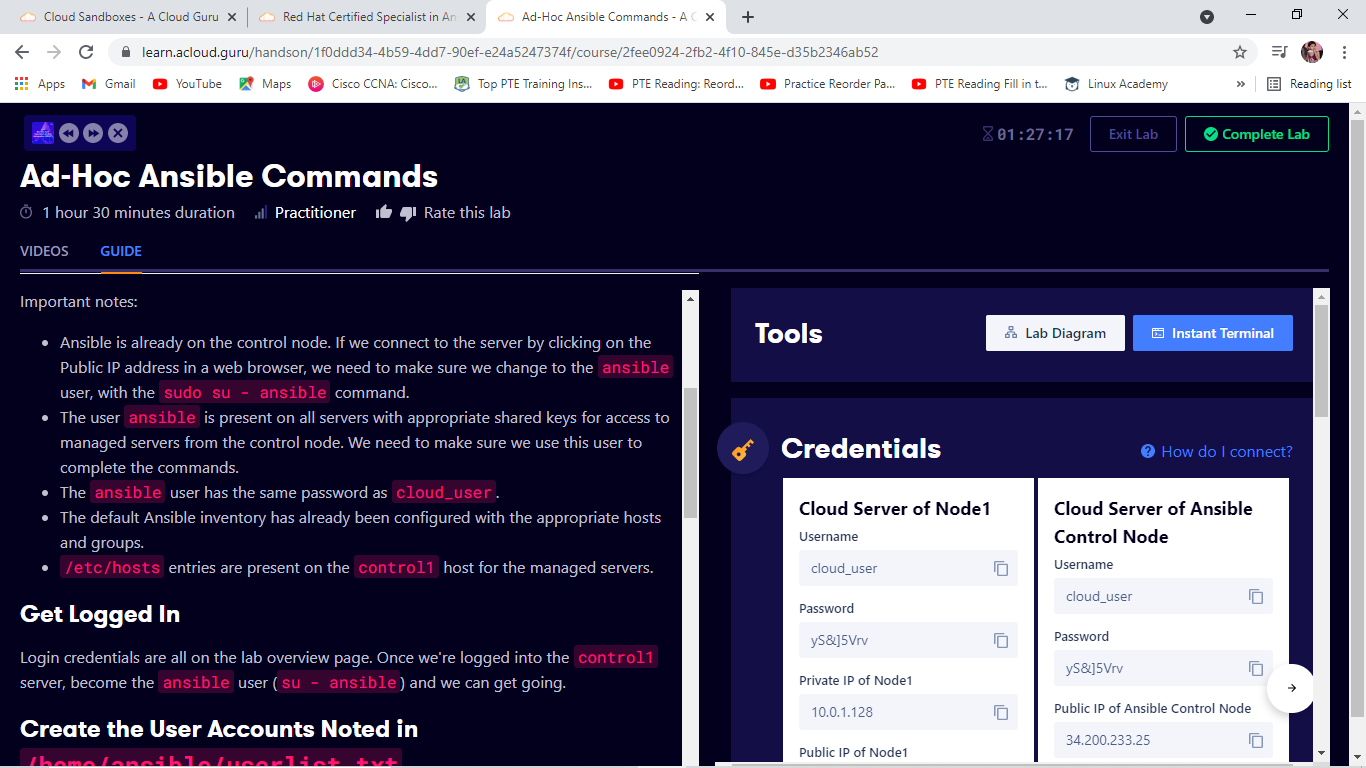 Cloud Sandboxes - A Cloud Guru
Red Hat Certified Specialist in An
Ad-Hoc Ansible Commands - A C
learn.acloud.guru/handson/1f0ddd34-4b59-4dd7-90ef-e24a5247374f/course/2fee0924-2fb2-4f10-845e-d35b2346ab52
Apps
Gmail
YouTube
Maps
Cisco CCNA: Cisco...
Top PTE Training Ins...
PTE Reading: Reord...
Practice Reorder Pa...
PTE Reading Fill in t...
Linux Academy
»
Reading list
01:27:17
Exit Lab
Complete Lab
Ad-Hoc Ansible Commands
1 hour 30 minutes duration
Practitioner
Rate this lab
VIDEOS
GUIDE
Important notes:
• Ansible is already on the control node. If we connect to the server by clicking on the
Public IP address in a web browser, we need to make sure we change to the ansible
user, with the sudo su - ansible command.
• The user ansible is present on all servers with appropriate shared keys for access to
managed servers from the control node. We need to make sure we use this user to
complete the commands.
• The ansible user has the same password as cloud_user.
• The default Ansible inventory has already been configured with the appropriate hosts
and groups.
• /etc/hosts entries are present on the control1 host for the managed servers.
Get Logged In
Login credentials are all on the lab overview page. Once we're logged into the control1
server, become the ansible user (su - ansible) and we can get going.
Create the User Accounts Noted in
/home/ansible/userlist.txt
Tools
Lab Diagram
Instant Terminal
Credentials
How do I connect?
Cloud Server of Node1
Username
cloud_user
Password
yS&]5Vrv
Private IP of Node1
10.0.1.128
Public IP of Node1
Cloud Server of Ansible
Control Node
Username
cloud_user
Password
yS&]5Vrv
Public IP of Ansible Control Node
34.200.233.25